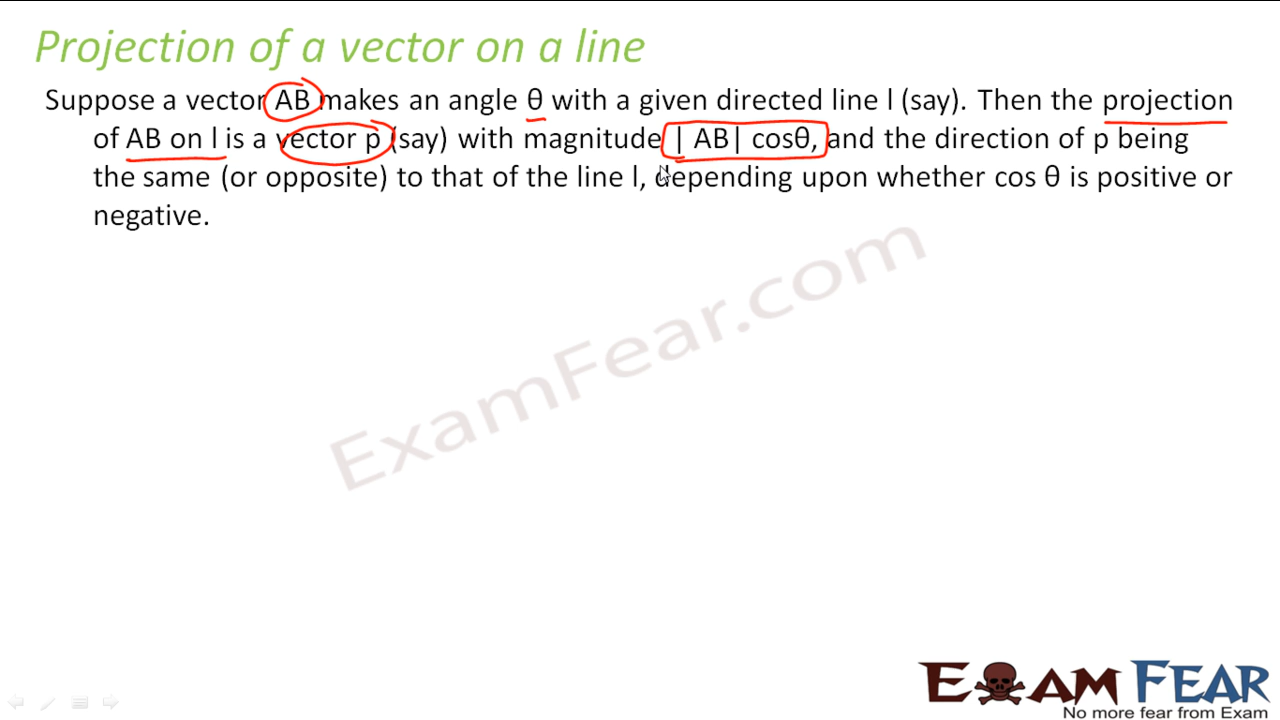 Projection of a vector on a line
Suppose a vector AB makes an angle θ with a given directed line l (say). Then the projection
of AB on l is a vector p (say) with magnitude | AB| cosθ, and the direction of p being
the same (or opposite) to that of the line l, depending upon whether cos θ is positive or
negative.
ExamFear.com
EXAM FEAR
No more fear from Exam